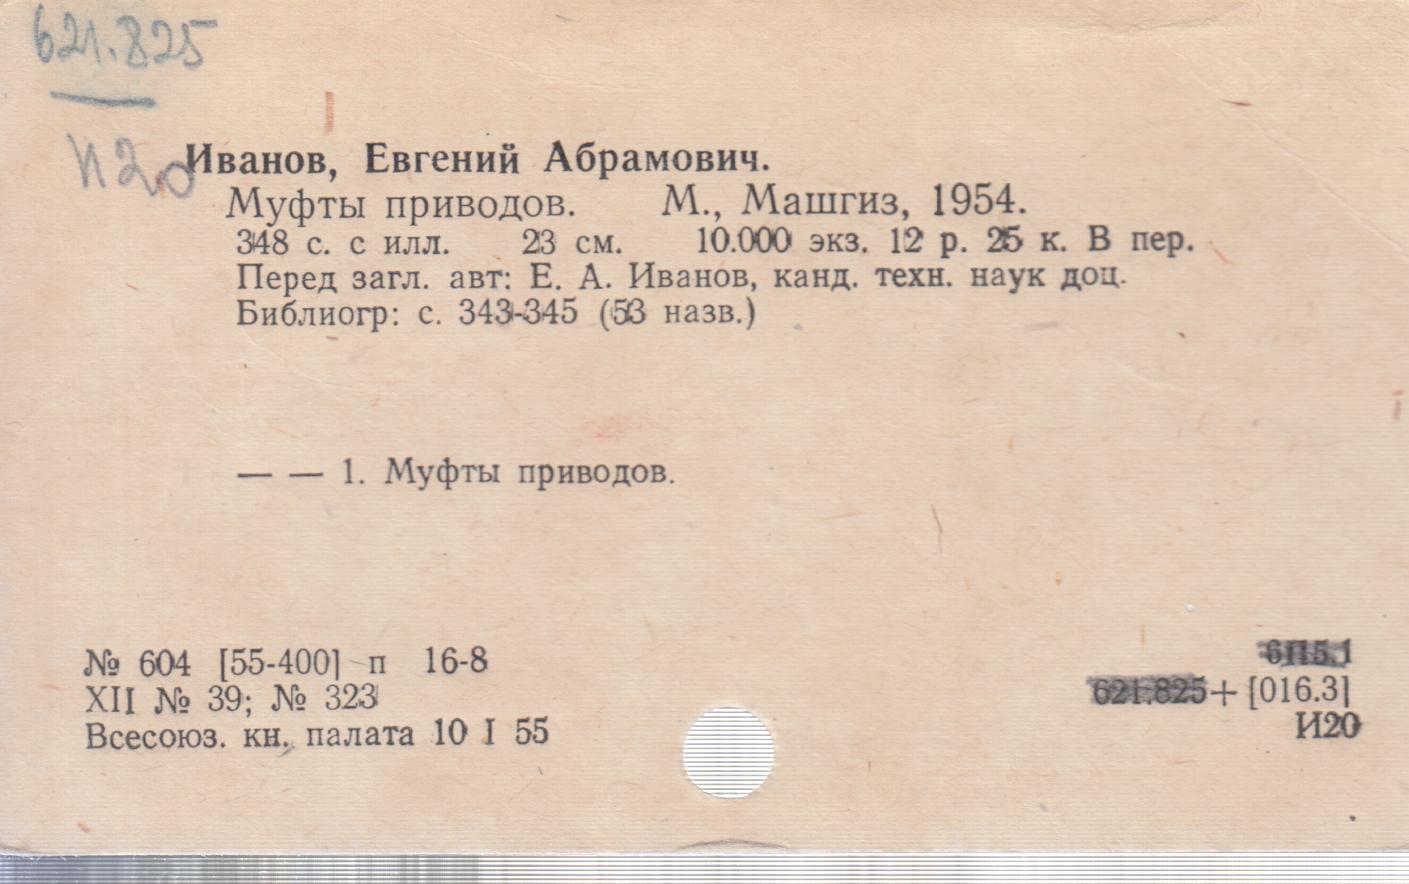 621.825
И20
Иванов, Евгений Абрамович.
Муфты приводов. М., Машгиз, 1954.
348 с. с илл. 23 см. 10.000 экз. 12 р. 25 к. В пер.
Перед загл. авт: Е. А. Иванов, канд. техн. наук доц.
Библиогр: с. 343-345 (53 назв.)
— — 1. Муфты приводов.
№ 604 [55-400] п 16-8
XII № 39; № 323
Всесоюз. кн. палата 10 I 55
6П5.1
621.825+[016.3]
И20